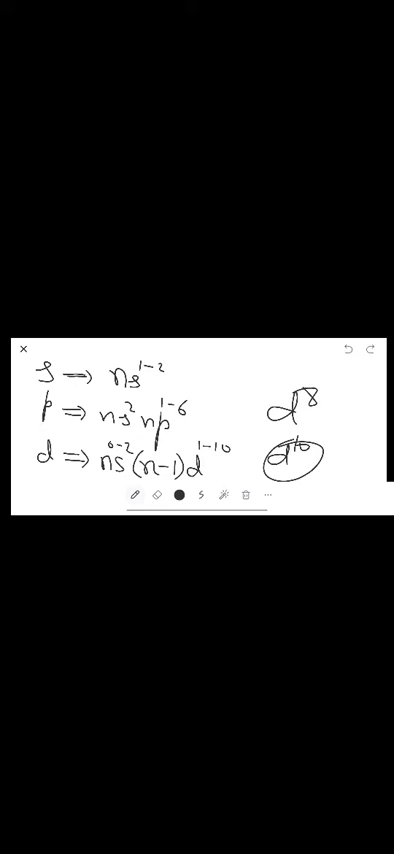 s ⇒ ns¹⁻²
p ⇒ ns² np¹⁻⁶
d⁸
d ⇒ ns⁰⁻² (n-1) d¹⁻¹⁰
d¹⁰